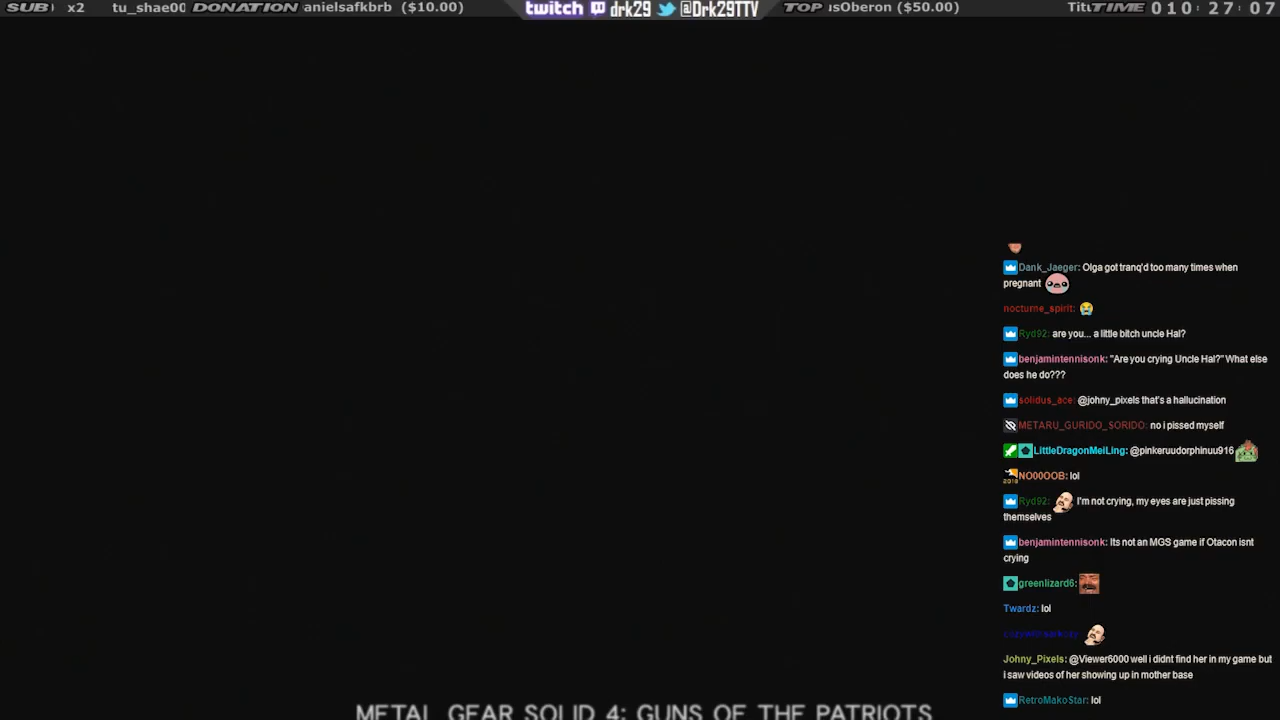 SUB x2 tu_shae00 DONATION anielsafkbrb ($10.00) twitch drk29 @Drk29TTV TOP ısOberon ($50.00) Titu TIME 010:27:07
Dank_Jaeger: Olga got tranq'd too many times when
pregnant
nocturne_spirit:
Ryd92: are you... a little bitch uncle Hal?
benjamintennisonk: "Are you crying Uncle Hal?" What else
does he do???
solidus_ace: @johny_pixels that's a hallucination
METARU_GURIDO_SORIDO: no i pissed myself
LittleDragonMeiLing: @pinkeruudorphinuu916
2018
NO00OOB: lol
Ryd92: I'm not crying, my eyes are just pissing
themselves
benjamintennisonk: Its not an MGS game if Otacon isnt
crying
greenlizard6:
Twardz: lol
Johny_Pixels: @Viewer6000 well i didnt find her in my game but
i saw videos of her showing up in mother base
RetroMakoStar: lol
METAL GEAR SOLID 4: GUNS OF THE PATRIOTS